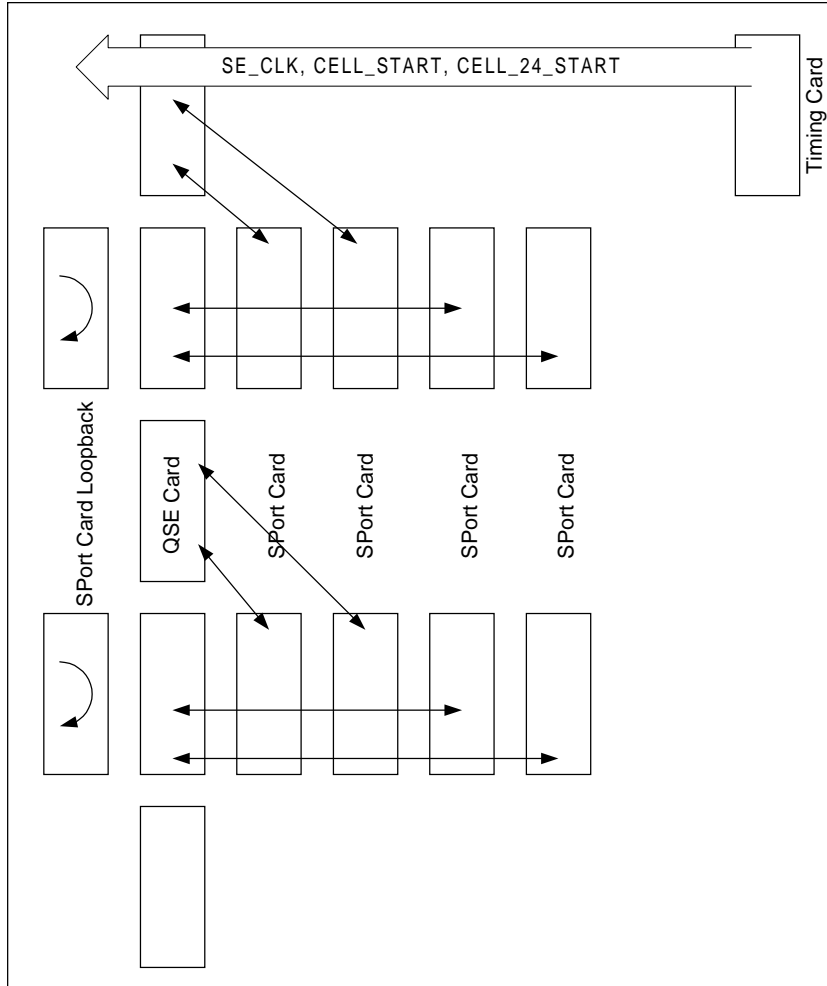 SE_CLK, CELL_START, CELL_24_START
Timing Card
SPort Card Loopback
QSE Card
SPort Card
SPort Card
SPort Card
SPort Card